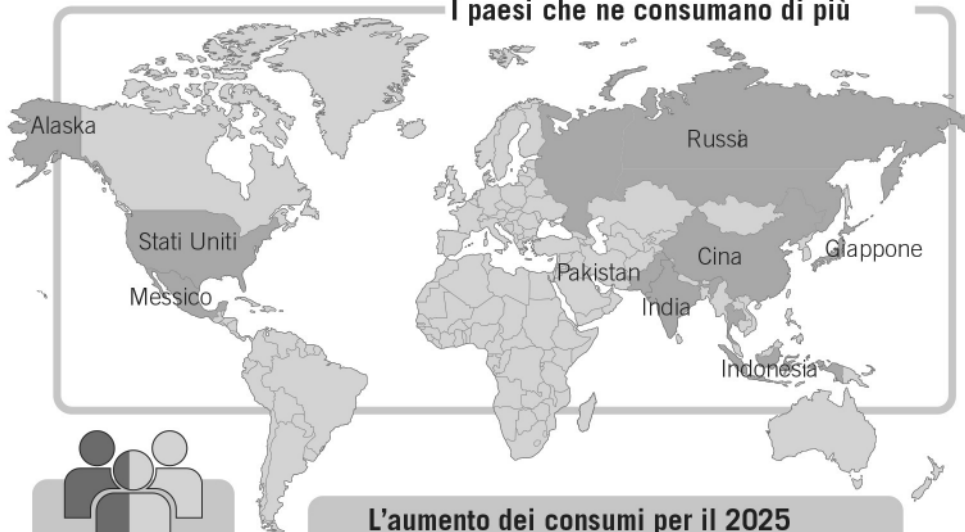 I paesi che ne consumano di più
Alaska
Russia
Stati Uniti
Cina
Giappone
Pakistan
Messico
India
Indonesia
L'aumento dei consumi per il 2025